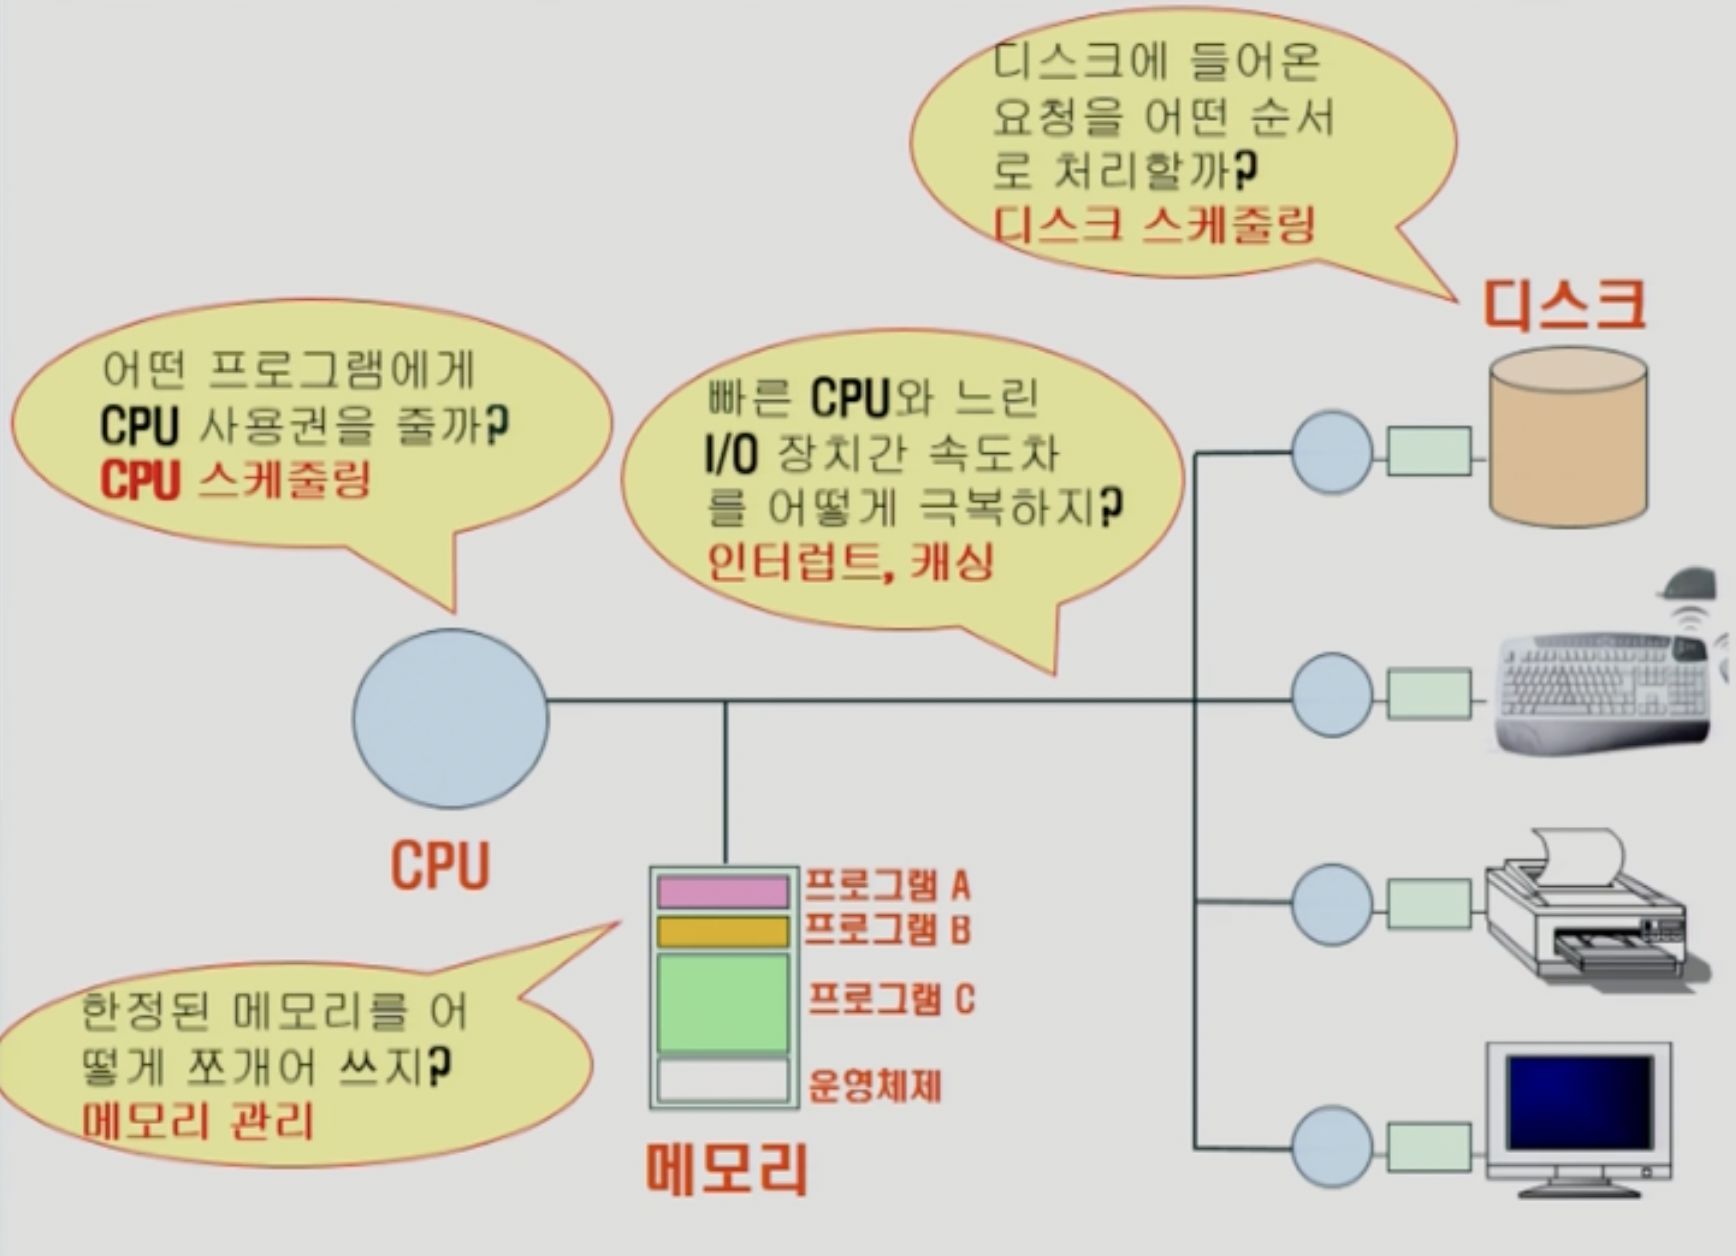 디스크에 들어온
요청을 어떤 순서
로 처리할까?
디스크 스케줄링
디스크
어떤 프로그램에게
CPU 사용권을 줄까?
CPU 스케줄링
빠른 CPU와 느린
I/O 장치간 속도차
를 어떻게 극복하지?
인터럽트, 캐싱
CPU
프로그램 A
프로그램 B
프로그램 C
운영체제
한정된 메모리를 어
떻게 쪼개어 쓰지?
메모리 관리
메모리